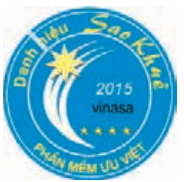 Danh hiệu Sao Khuê
2015
vinasa
PHẦN MỀM ƯU VIỆT